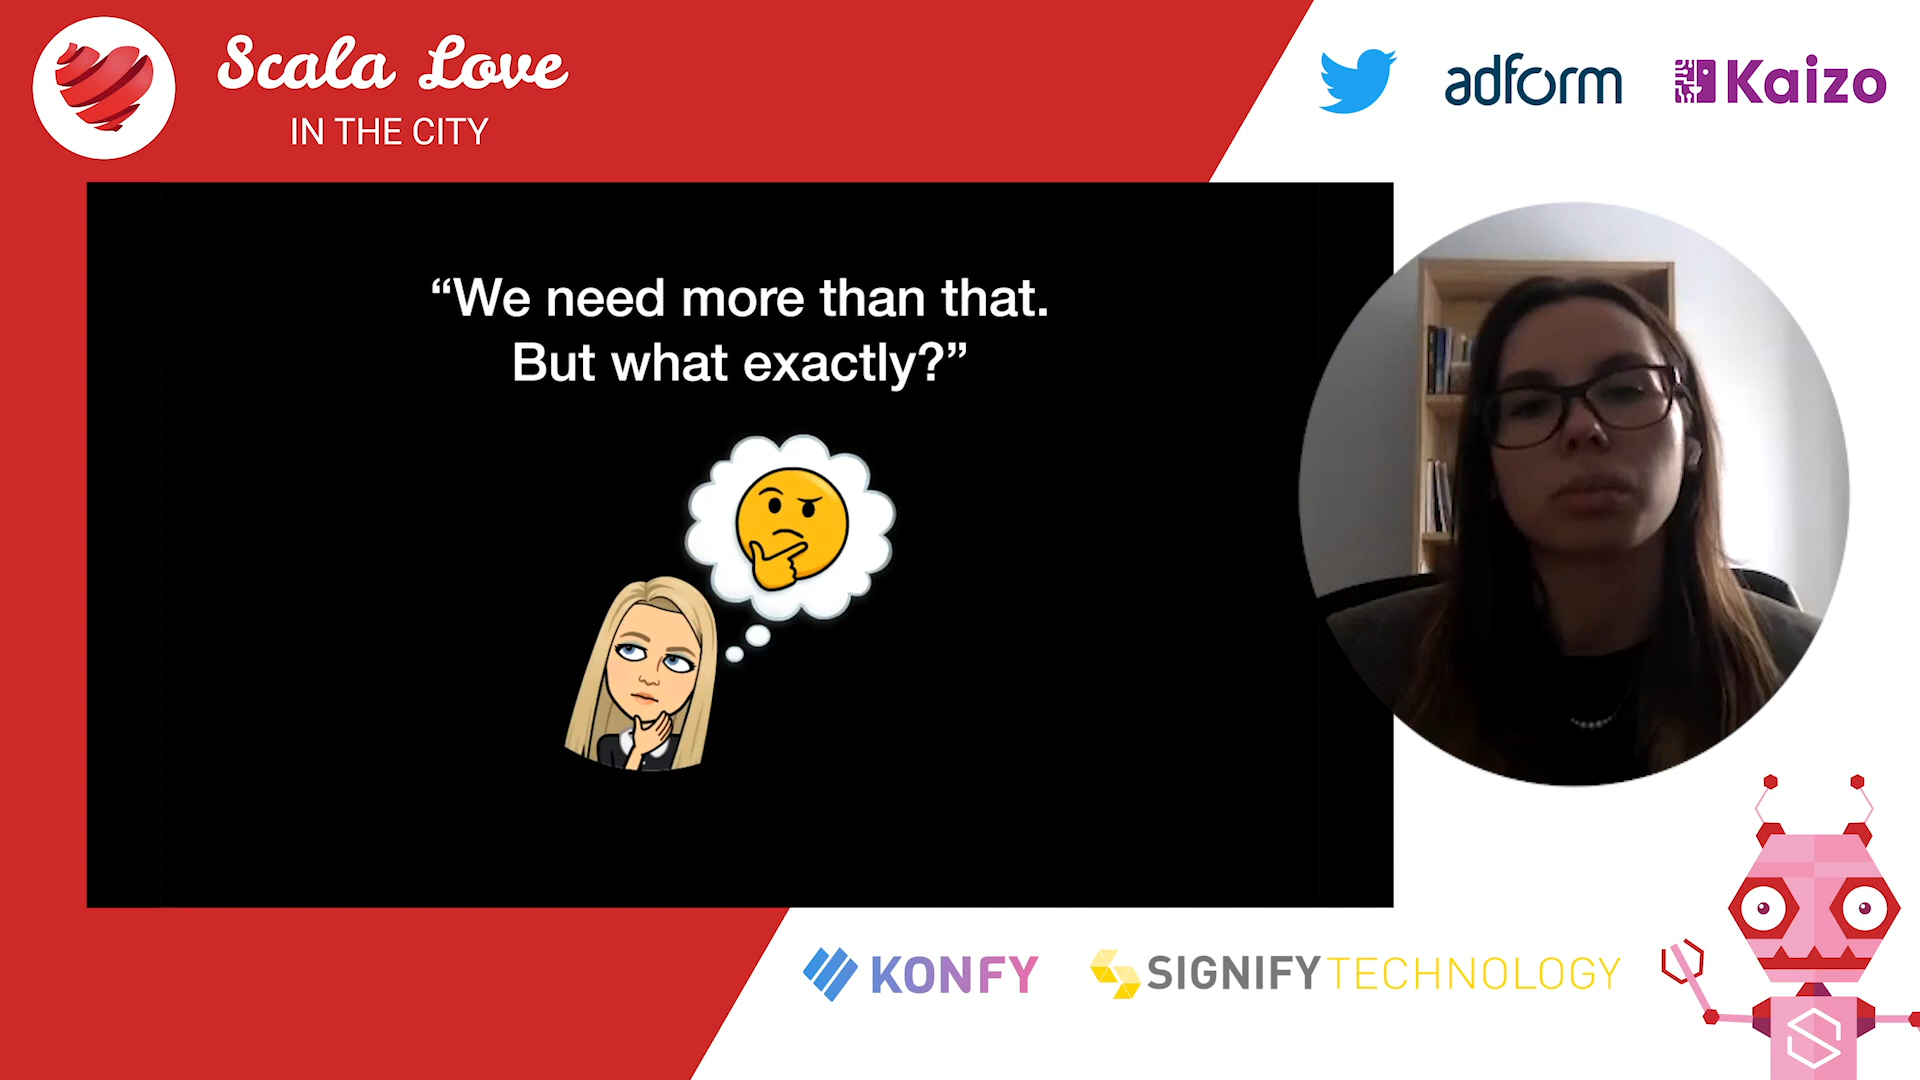 Scala Love
IN THE CITY
adform
Kaizo
“We need more than that.
But what exactly?”
KONFY
SIGNIFY TECHNOLOGY